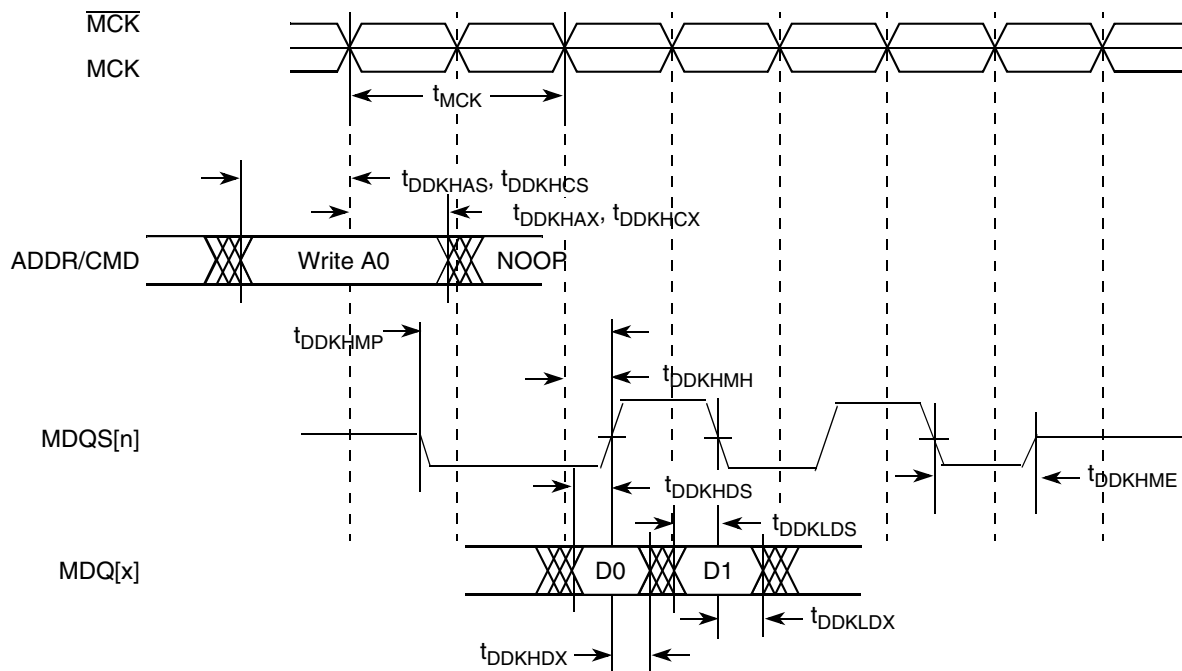 M̅C̅K̅
MCK
tMCK
tDDKHAS, tDDKHCS
tDDKHAX, tDDKHCX
ADDR/CMD
Write A0
NOOP
tDDKHMP
tDDKHMH
MDQS[n]
tDDKHDS
tDDKHME
tDDKLDS
MDQ[x]
D0
D1
tDDKLDX
tDDKHDX